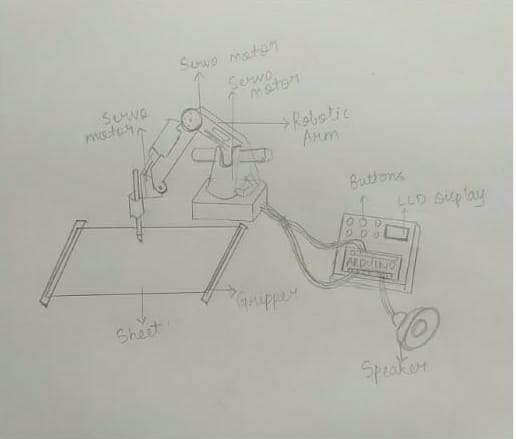 Servo motor
Servo
motor
Servo
motor
Robotic
Arm
Buttons
LCD display
ARDUINO
Gripper
Sheet
Speaker